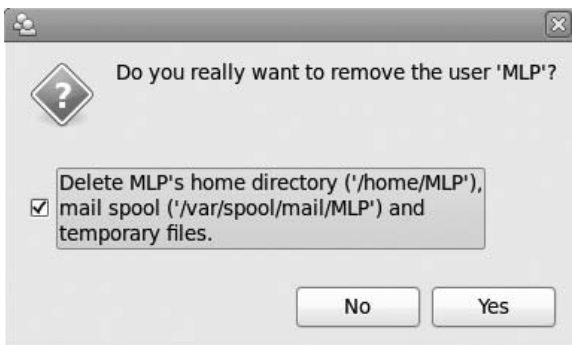 Do you really want to remove the user 'MLP'?
Delete MLP's home directory ('/home/MLP'),
mail spool ('/var/spool/mail/MLP') and
temporary files.
No
Yes